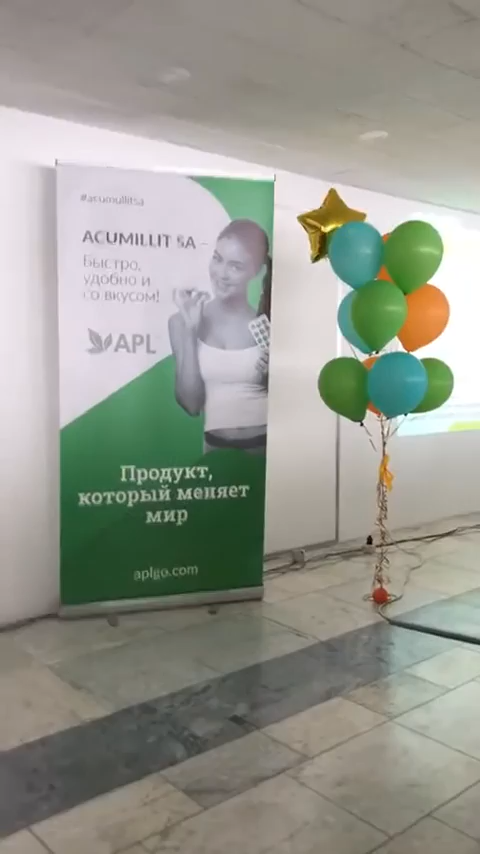 #acumullitsa
ACUMILLIT SA –
Быстро,
удобно и
со вкусом!
APL
Продукт,
который меняет
мир
aplgo.com